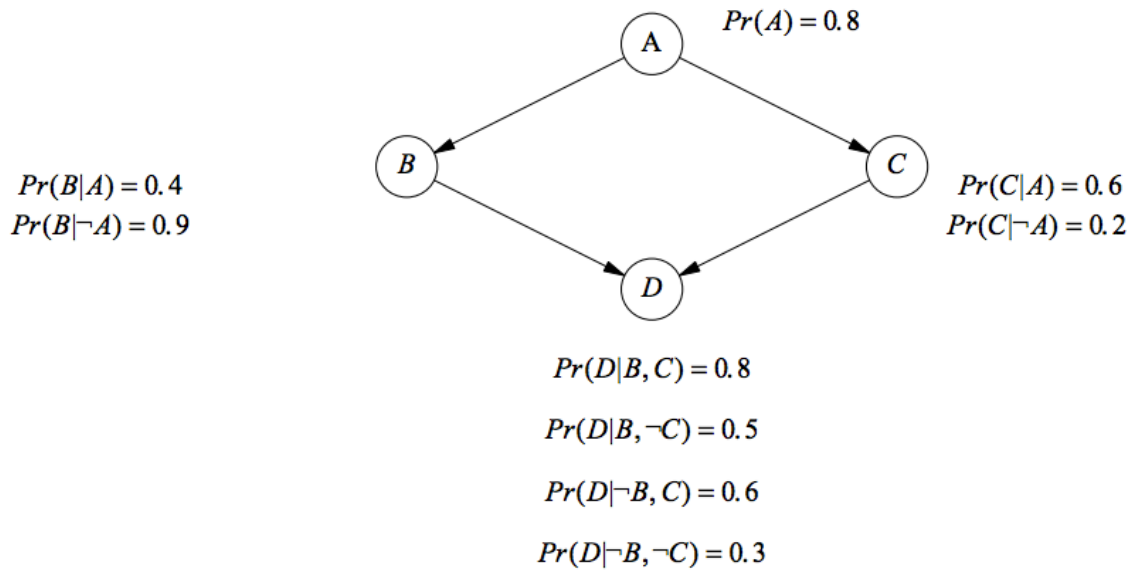 A
Pr(A) = 0.8
B
C
Pr(B|A) = 0.4
Pr(B|¬A) = 0.9
Pr(C|A) = 0.6
Pr(C|¬A) = 0.2
D
Pr(D|B, C) = 0.8
Pr(D|B, ¬C) = 0.5
Pr(D|¬B, C) = 0.6
Pr(D|¬B, ¬C) = 0.3